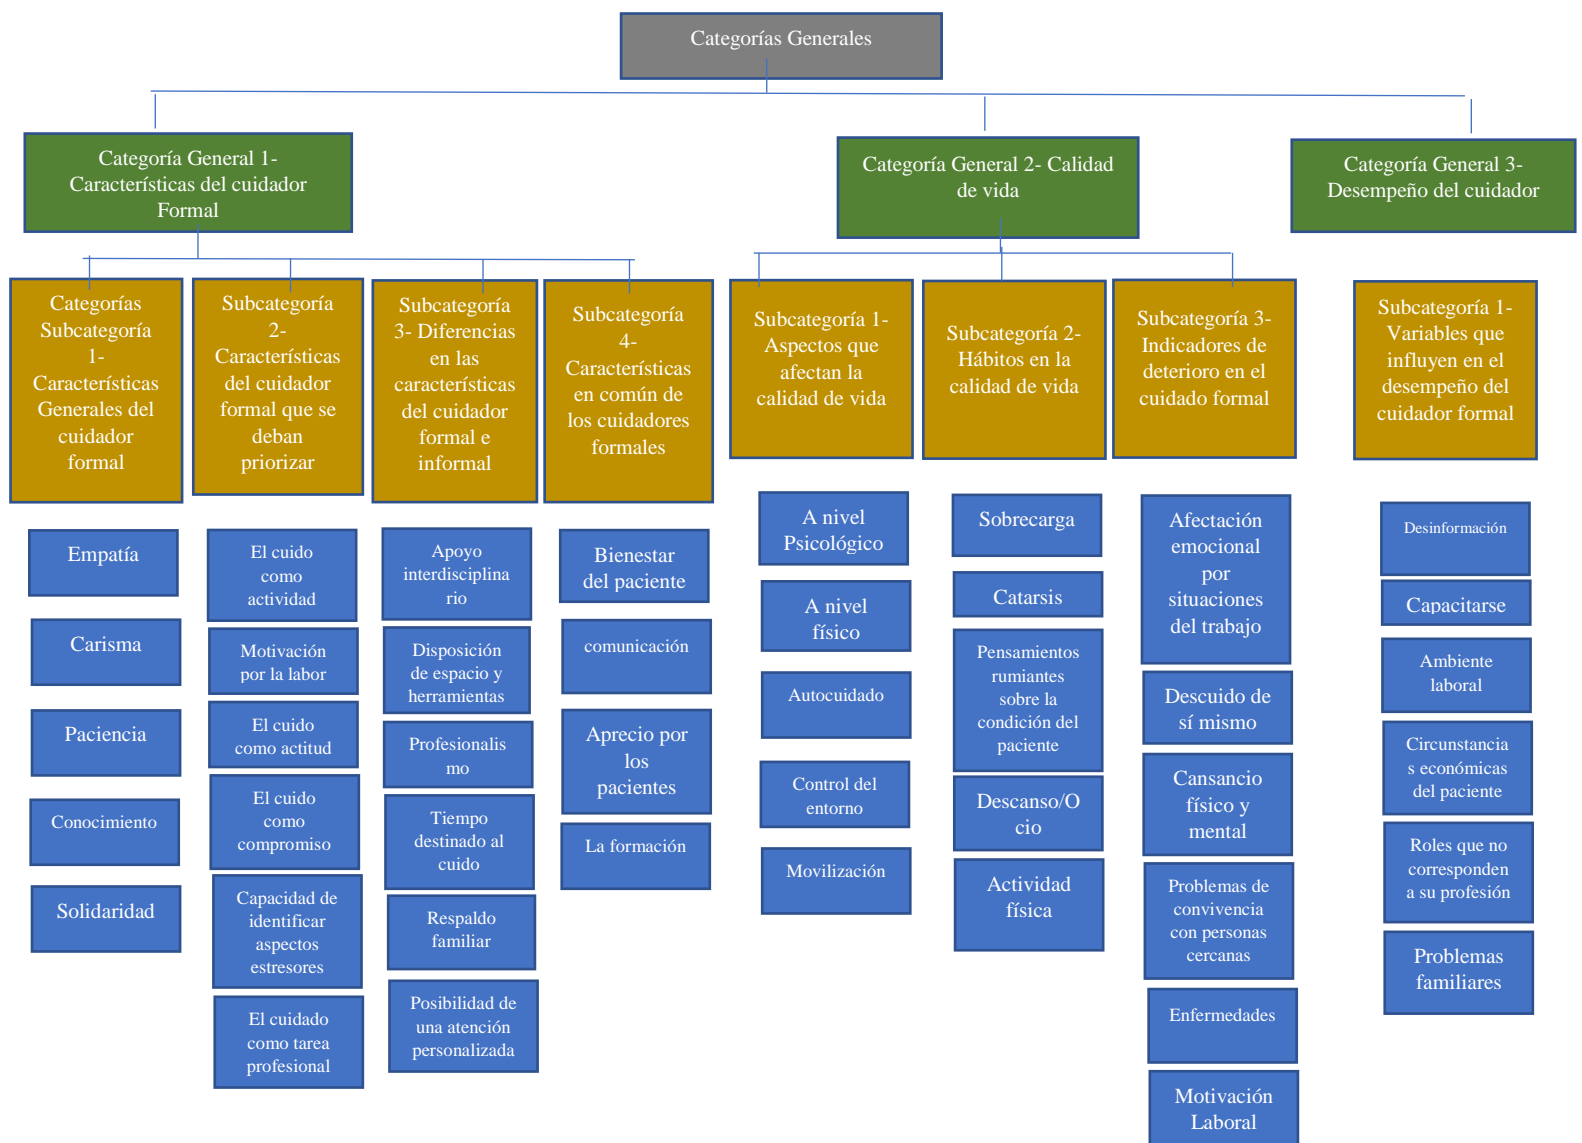 Categorías Generales
Categoría General 1-
Características del cuidador
Formal
Categoría General 2- Calidad
de vida
Categoría General 3-
Desempeño del cuidador
Categorías
Subcategoría
1-
Características
Generales del
cuidador
formal
Subcategoría
2-
Características
del cuidador
formal que se
deban
priorizar
Subcategoría
3- Diferencias
en las
características
del cuidador
formal e
informal
Subcategoría
4-
Características
en común de
los cuidadores
formales
Subcategoría 1-
Aspectos que
afectan la
calidad de vida
Subcategoría 2-
Hábitos en la
calidad de vida
Subcategoría 3-
Indicadores de
deterioro en el
cuidado formal
Subcategoría 1-
Variables que
influyen en el
desempeño del
cuidador formal
Empatía
Carisma
Paciencia
Conocimiento
Solidaridad
El cuido
como
actividad
Motivación
por la labor
El cuido
como actitud
El cuido
como
compromiso
Capacidad de
identificar
aspectos
estresores
El cuidado
como tarea
profesional
Apoyo
interdisciplina
rio
Disposición
de espacio y
herramientas
Profesionalis
mo
Tiempo
destinado al
cuido
Respaldo
familiar
Posibilidad de
una atención
personalizada
Bienestar
del paciente
comunicación
Aprecio por
los
pacientes
La formación
A nivel
Psicológico
A nivel
físico
Autocuidado
Control del
entorno
Movilización
Sobrecarga
Catarsis
Pensamientos
rumiantes
sobre la
condición del
paciente
Descanso/O
cio
Actividad
física
Afectación
emocional
por
situaciones
del trabajo
Descuido de
sí mismo
Cansancio
físico y
mental
Problemas de
convivencia
con personas
cercanas
Enfermedades
Motivación
Laboral
Desinformación
Capacitarse
Ambiente
laboral
Circunstancia
s económicas
del paciente
Roles que no
corresponden
a su profesión
Problemas
familiares